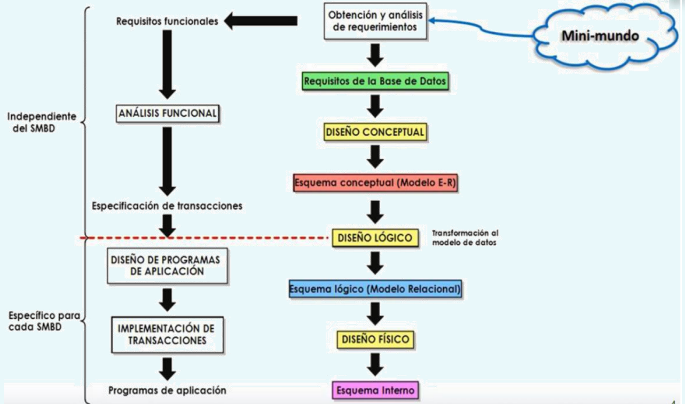 Requisitos funcionales
Obtención y análisis
de requerimientos
Mini-mundo
Requisitos de la Base de Datos
Independiente
del SMBD
ANÁLISIS FUNCIONAL
DISEÑO CONCEPTUAL
Esquema conceptual (Modelo E-R)
Especificación de transacciones
DISEÑO LÓGICO
Transformación al
modelo de datos
DISEÑO DE PROGRAMAS
DE APLICACIÓN
Esquema lógico (Modelo Relacional)
Específico para
cada SMBD
IMPLEMENTACIÓN DE
TRANSACCIONES
DISEÑO FÍSICO
Programas de aplicación
Esquema Interno